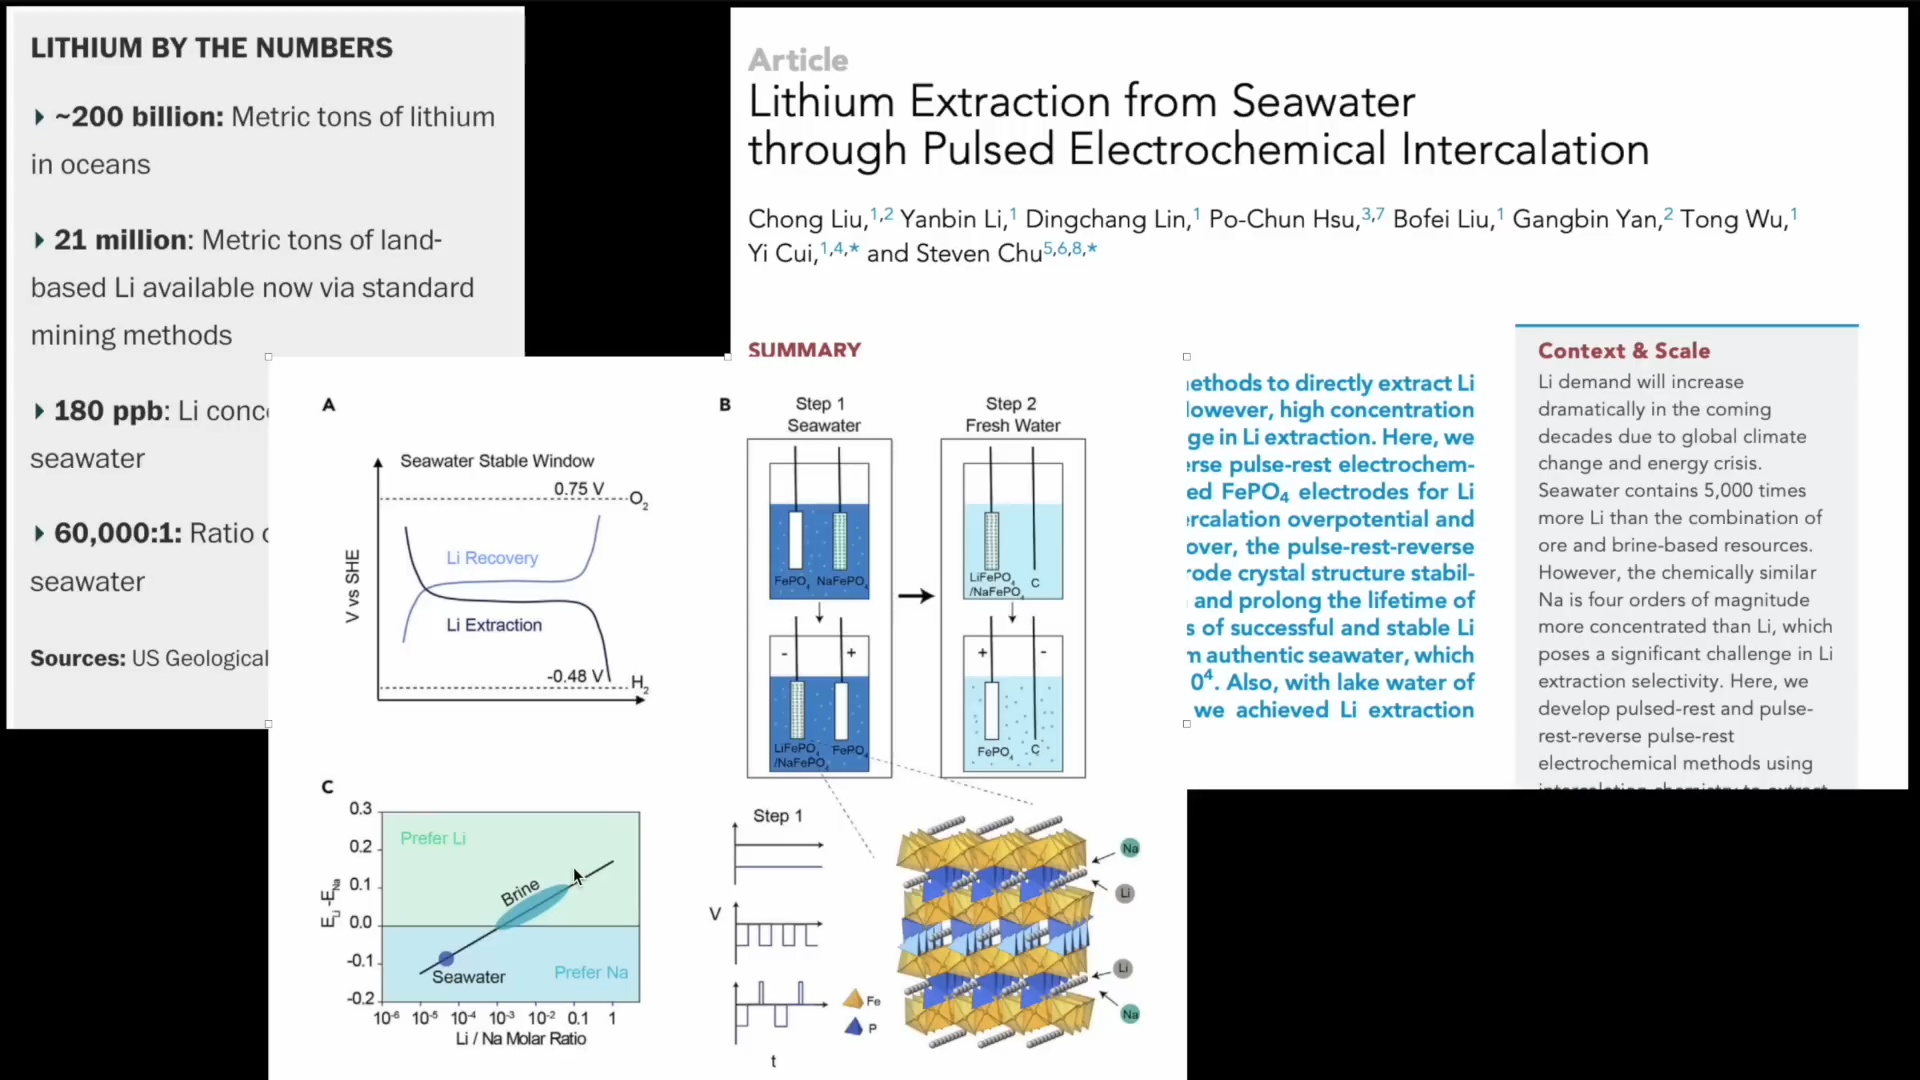 LITHIUM BY THE NUMBERS
~200 billion: Metric tons of lithium
in oceans
21 million: Metric tons of land-
based Li available now via standard
mining methods
180 ppb: Li
seawater
60,000:1: Ratio
seawater
Sources: US Geological
Article
Lithium Extraction from Seawater
through Pulsed Electrochemical Intercalation
Chong Liu,1,2 Yanbin Li,1 Dingchang Lin,1 Po-Chun Hsu,3,7 Bofei Liu,1 Gangbin Yan,2 Tong Wu,1
Yi Cui,1,4,* and Steven Chu5,6,8,*
SUMMARY
to directly extract Li
high concentration
in Li extraction. Here, we
pulse-rest electrochem-
FePO4 electrodes for Li
overpotential and
the pulse-rest-reverse
crystal structure stabil-
and prolong the lifetime of
of successful and stable Li
authentic seawater, which
0⁴. Also, with lake water of
we achieved Li extraction
Context & Scale
Li demand will increase
dramatically in the coming
decades due to global climate
change and energy crisis.
Seawater contains 5,000 times
more Li than the combination of
ore and brine-based resources.
However, the chemically similar
Na is four orders of magnitude
more concentrated than Li, which
poses a significant challenge in Li
extraction selectivity. Here, we
develop pulsed-rest and pulse-
rest-reverse pulse-rest
electrochemical methods using
A
Seawater Stable Window
0.75 V
O2
Li Recovery
V vs SHE
Li Extraction
-0.48 V
H2
B
Step 1
Seawater
Step 2
Fresh Water
FePO4
NaFePO4
LiFePO4
/NaFePO4
C
- +
+ -
LiFePO4
/NaFePO4
FePO4
FePO4
C
C
0.3
0.2
0.1
0.0
-0.1
-0.2
ELi -ENa
Prefer Li
Brine
Seawater
Prefer Na
10-6 10-5 10-4 10-3 10-2 0.1 1
Li / Na Molar Ratio
Step 1
V
t
Fe
P
Na
Li
Li
Na